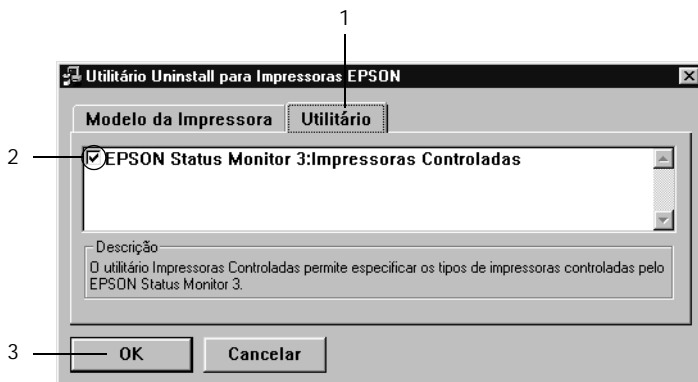 1
Utilitário Uninstall para Impressoras EPSON
Modelo da Impressora Utilitário
2
EPSON Status Monitor 3:Impressoras Controladas
Descrição
O utilitário Impressoras Controladas permite especificar os tipos de impressoras controladas pelo
EPSON Status Monitor 3.
3
OK Cancelar